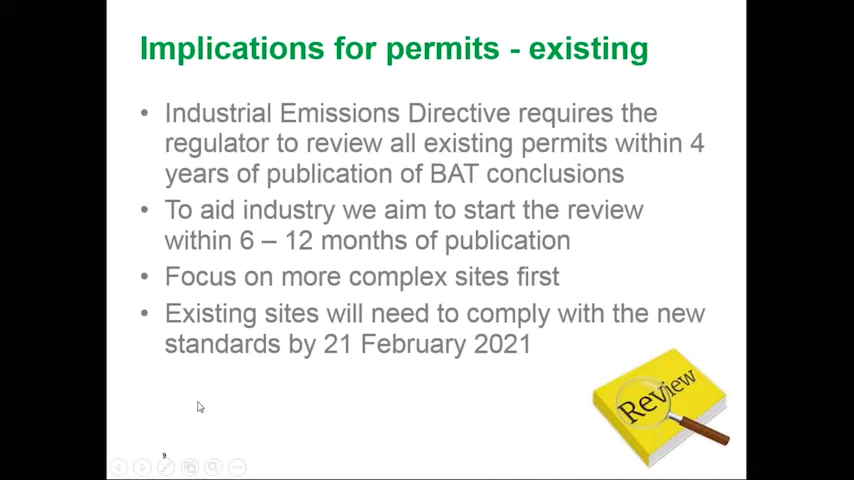 Implications for permits - existing
• Industrial Emissions Directive requires the
regulator to review all existing permits within 4
years of publication of BAT conclusions
• To aid industry we aim to start the review
within 6 – 12 months of publication
• Focus on more complex sites first
• Existing sites will need to comply with the new
standards by 21 February 2021
Review
9